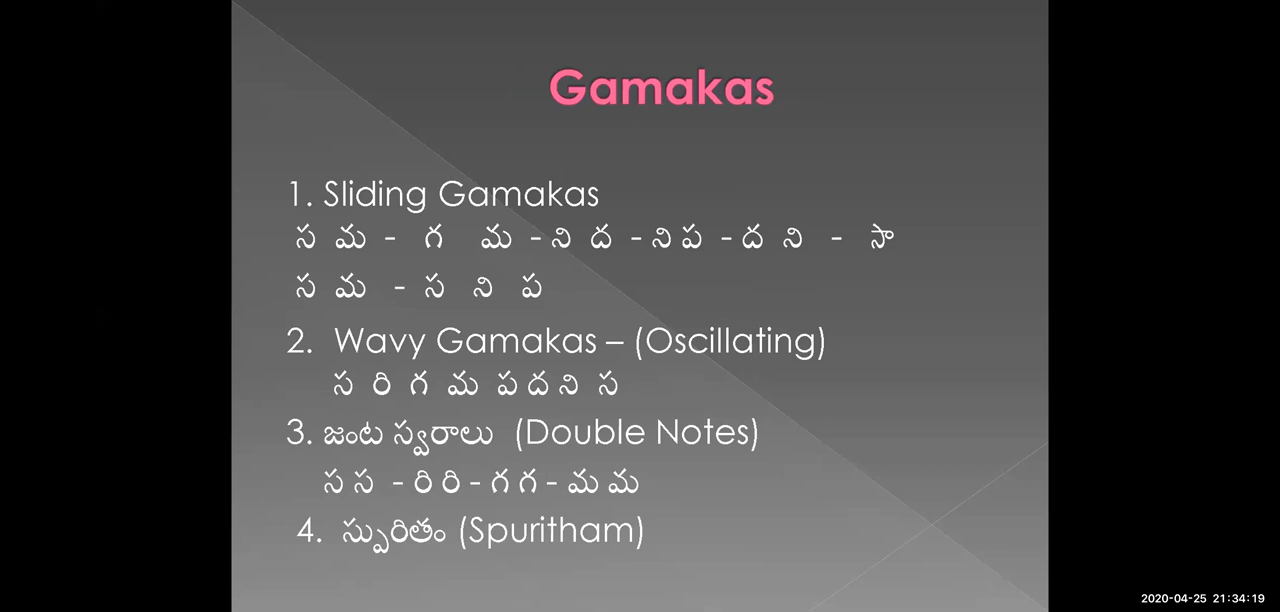 Gamakas
1. Sliding Gamakas
స మ - గ మ - ని ద - ని ప - ద ని - సా
స మ - స ని ప
2. Wavy Gamakas – (Oscillating)
స రి గ మ ప ద ని స
3. జంట స్వరాలు (Double Notes)
స స - రి రి - గ గ - మ మ
4. స్పురితం (Spuritham)
2020-04-25 21:34:19